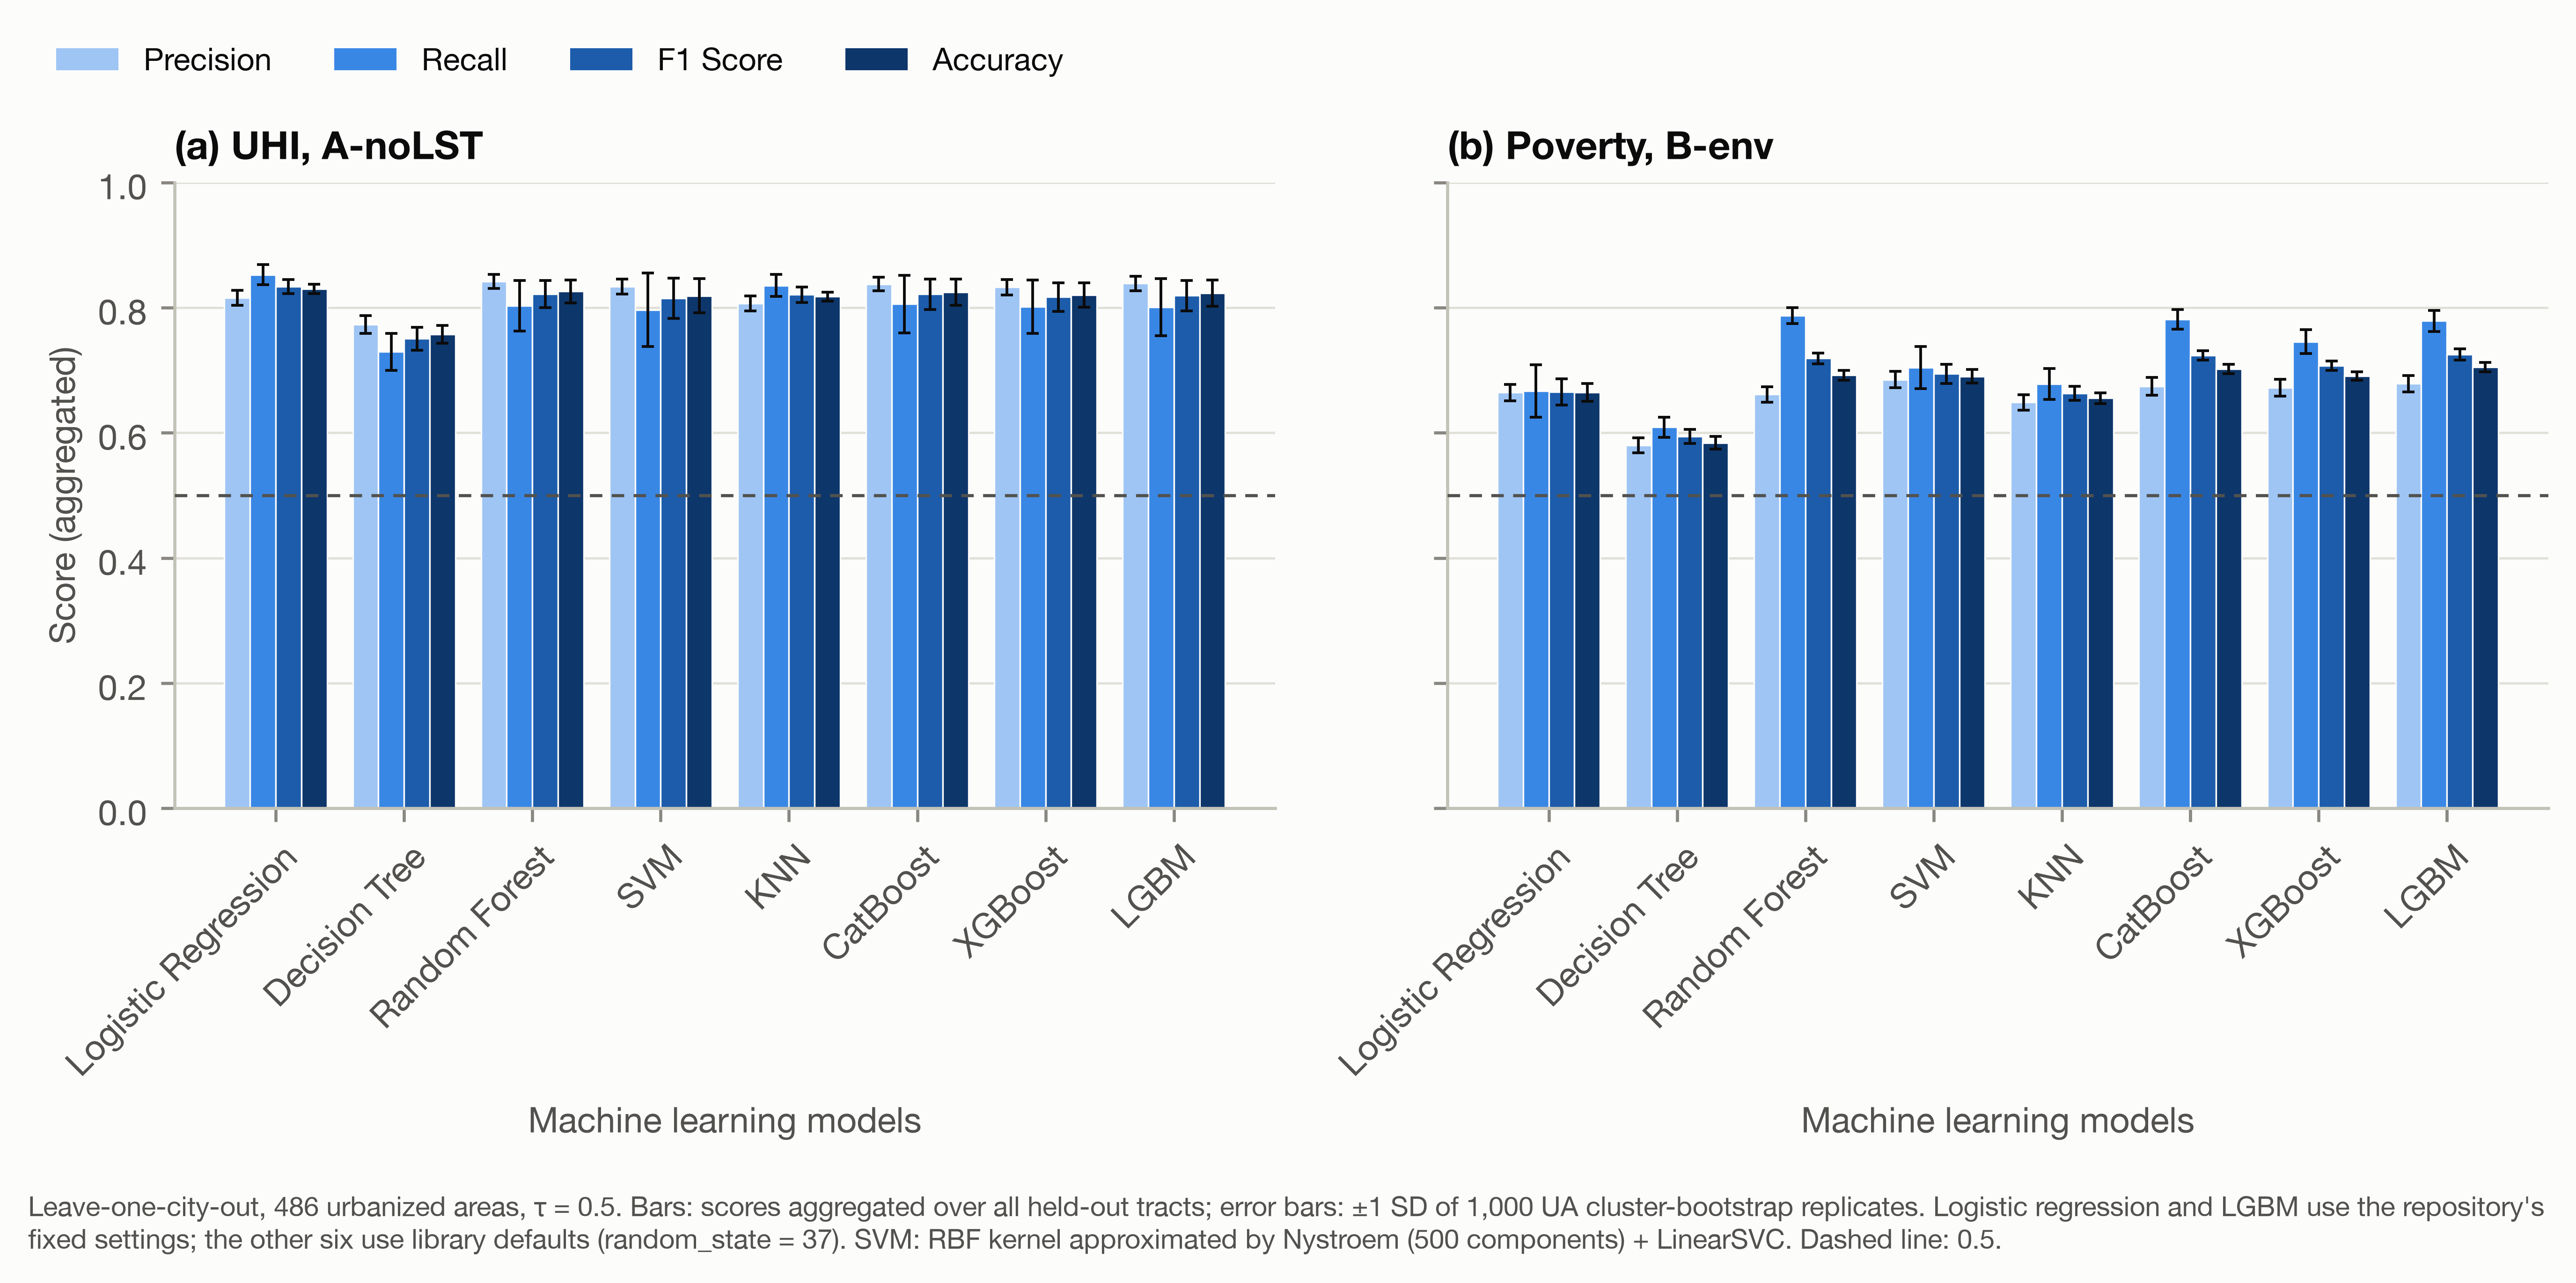 Precision Recall F1 Score Accuracy
(a) UHI, A-noLST
(b) Poverty, B-env
Score (aggregated)
1.0
0.8
0.6
0.4
0.2
0.0
Logistic Regression
Decision Tree
Random Forest
SVM
KNN
CatBoost
XGBoost
LGBM
Logistic Regression
Decision Tree
Random Forest
SVM
KNN
CatBoost
XGBoost
LGBM
Machine learning models
Machine learning models
Leave-one-city-out, 486 urbanized areas, τ = 0.5. Bars: scores aggregated over all held-out tracts; error bars: ±1 SD of 1,000 UA cluster-bootstrap replicates. Logistic regression and LGBM use the repository's
fixed settings; the other six use library defaults (random_state = 37). SVM: RBF kernel approximated by Nystroem (500 components) + LinearSVC. Dashed line: 0.5.